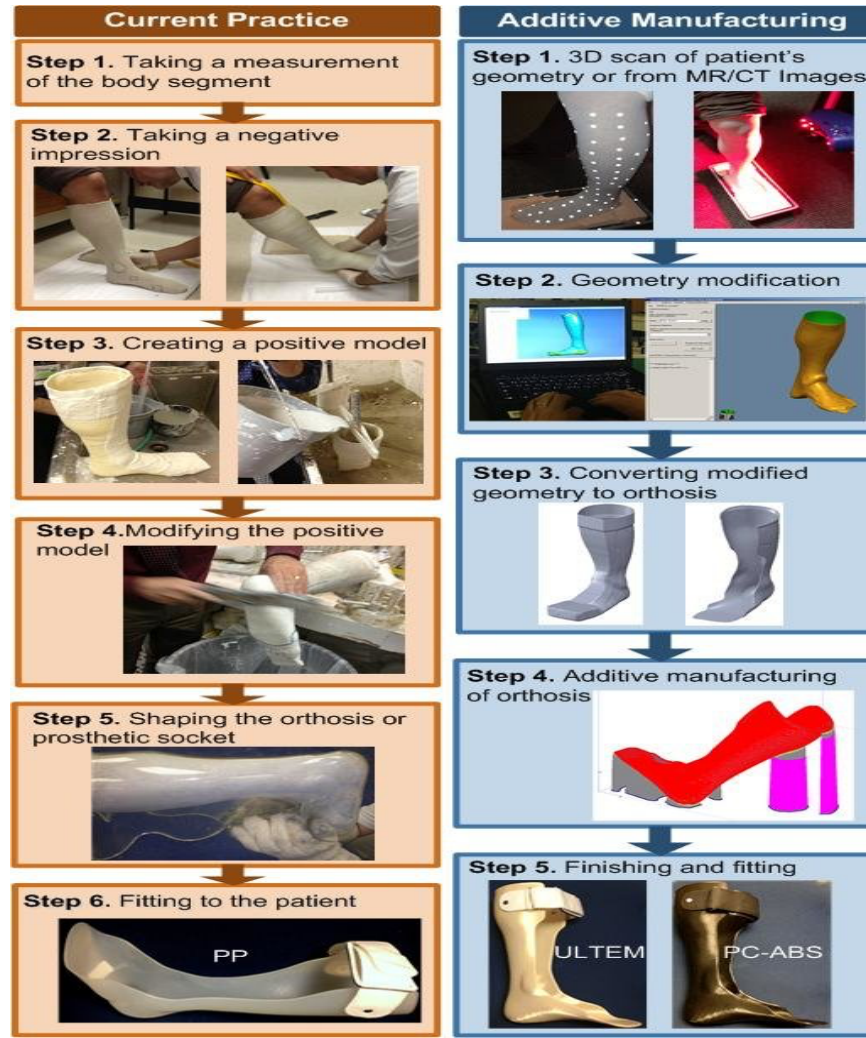 Current Practice
Step 1. Taking a measurement
of the body segment
Step 2. Taking a negative
impression
Step 3. Creating a positive model
Step 4.Modifying the positive
model
Step 5. Shaping the orthosis or
prosthetic socket
Step 6. Fitting to the patient
PP
Additive Manufacturing
Step 1. 3D scan of patient's
geometry or from MR/CT Images
Step 2. Geometry modification
Step 3. Converting modified
geometry to orthosis
Step 4. Additive manufacturing
of orthosis
Step 5. Finishing and fitting
ULTEM
PC-ABS